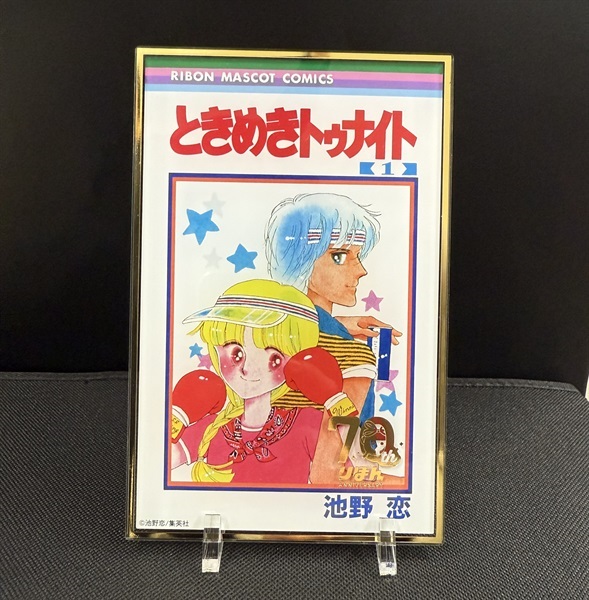 RIBON MASCOT COMICS
ときめきトゥナイト
1
Winner
70th
りぼん
池野 恋
©池野恋/集英社